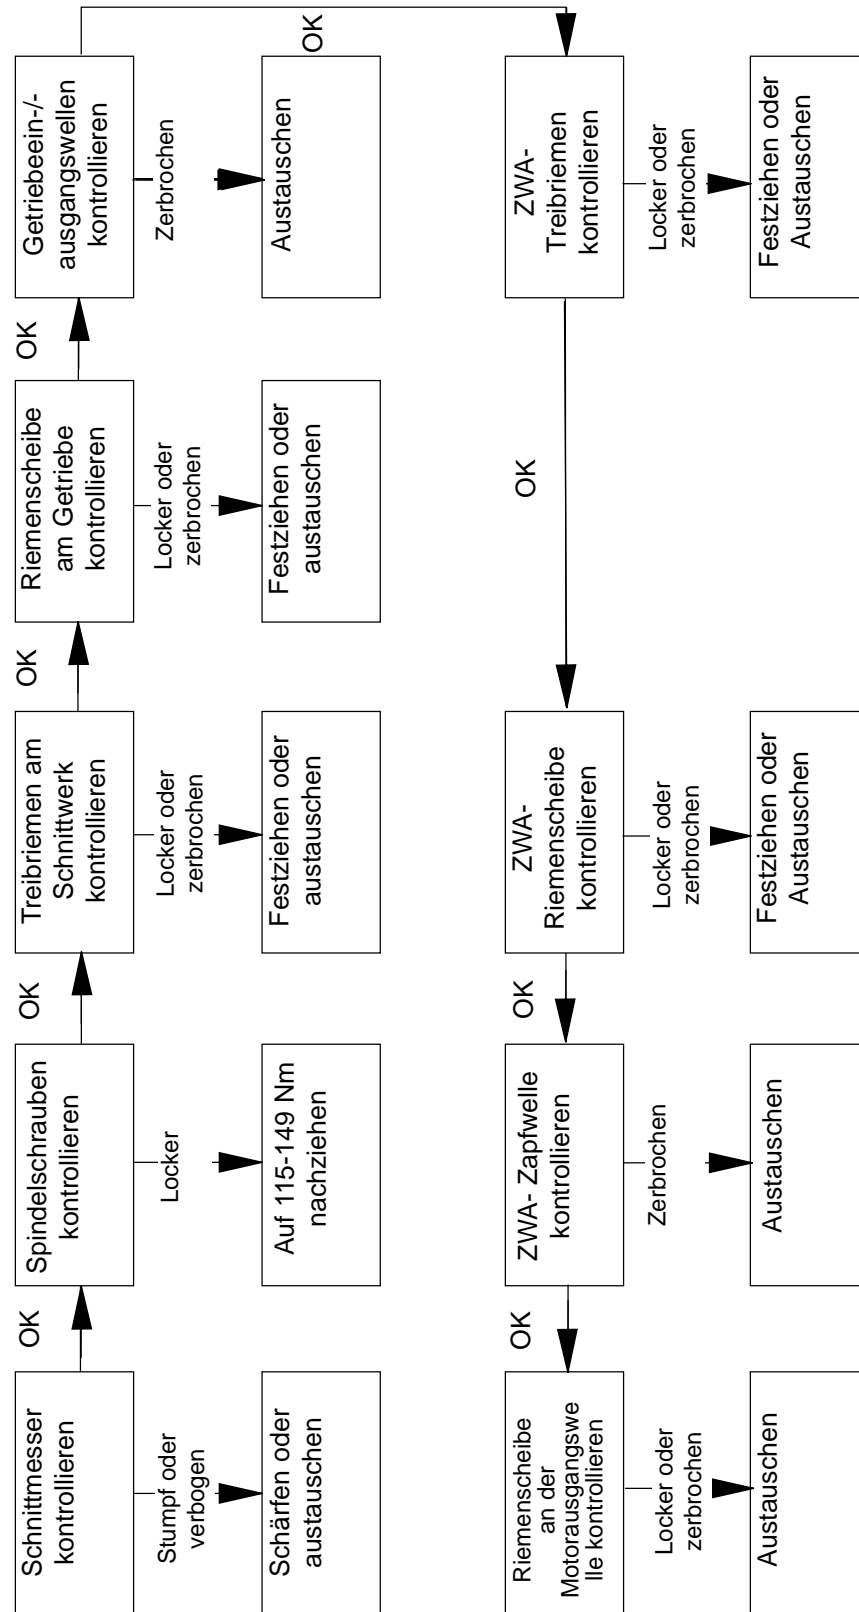 Schnittmesser
kontrollieren
OK
Spindelschrauben
kontrollieren
OK
Treibriemen am
Schnittwerk
kontrollieren
OK
Riemenscheibe
am Getriebe
kontrollieren
OK
Getriebeein-/-
ausgangswellen
kontrollieren
OK
Stumpf oder
verbogen
Locker
Locker oder
zerbrochen
Locker oder
zerbrochen
Zerbrochen
Schärfen oder
austauschen
Auf 115-149 Nm
nachziehen
Festziehen oder
austauschen
Festziehen oder
austauschen
Austauschen
Riemenscheibe
an der
Motorausgangswe
lle kontrollieren
OK
ZWA- Zapfwelle
kontrollieren
OK
ZWA-
Riemenscheibe
kontrollieren
OK
ZWA-
Treibriemen
kontrollieren
Locker oder
zerbrochen
Zerbrochen
Locker oder
zerbrochen
Locker oder
zerbrochen
Austauschen
Austauschen
Festziehen oder
Austauschen
Festziehen oder
Austauschen